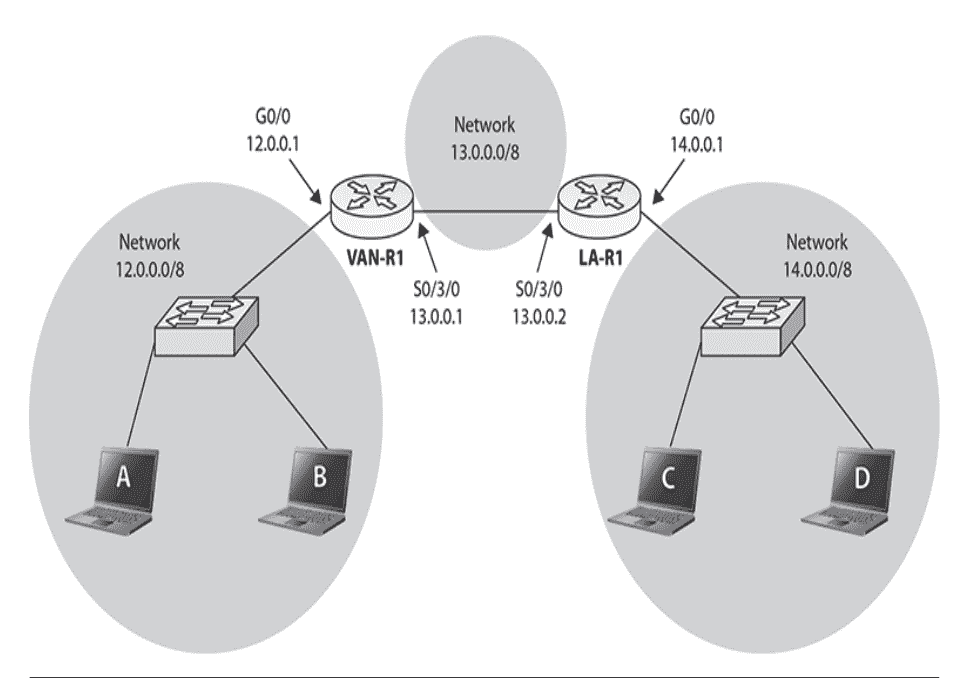 G0/0
12.0.0.1
Network
13.0.0.0/8
G0/0
14.0.0.1
Network
12.0.0.0/8
VAN-R1
LA-R1
Network
14.0.0.0/8
S0/3/0
13.0.0.1
S0/3/0
13.0.0.2
A
B
C
D